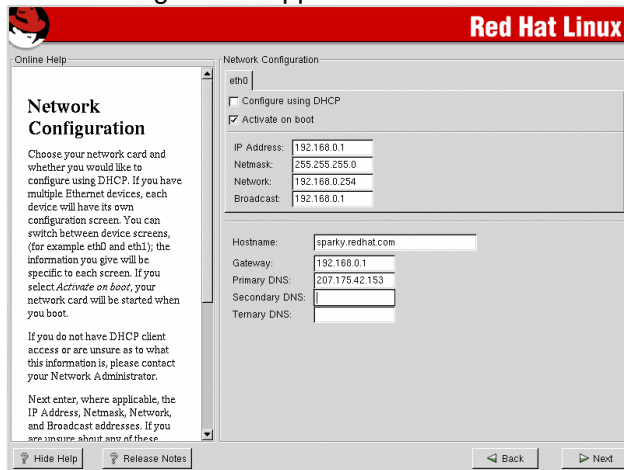 Red Hat Linux
Online Help
Network
Configuration
Choose your network card and
whether you would like to
configure using DHCP. If you have
multiple Ethernet devices, each
device will have its own
configuration screen. You can
switch between device screens,
(for example eth0 and eth1); the
information you give will be
specific to each screen. If you
select Activate on boot, your
network card will be started when
you boot.
If you do not have DHCP client
access or are unsure as to what
this information is, please contact
your Network Administrator.
Next enter, where applicable, the
IP Address, Netmask, Network,
and Broadcast addresses. If you
are unsure about any of these
Network Configuration
eth0
Configure using DHCP
Activate on boot
IP Address: 192.168.0.1
Netmask: 255.255.255.0
Network: 192.168.0.254
Broadcast: 192.168.0.1
Hostname: sparky.redhat.com
Gateway: 192.168.0.1
Primary DNS: 207.175.42.153
Secondary DNS:
Ternary DNS:
? Hide Help
? Release Notes
Back
Next